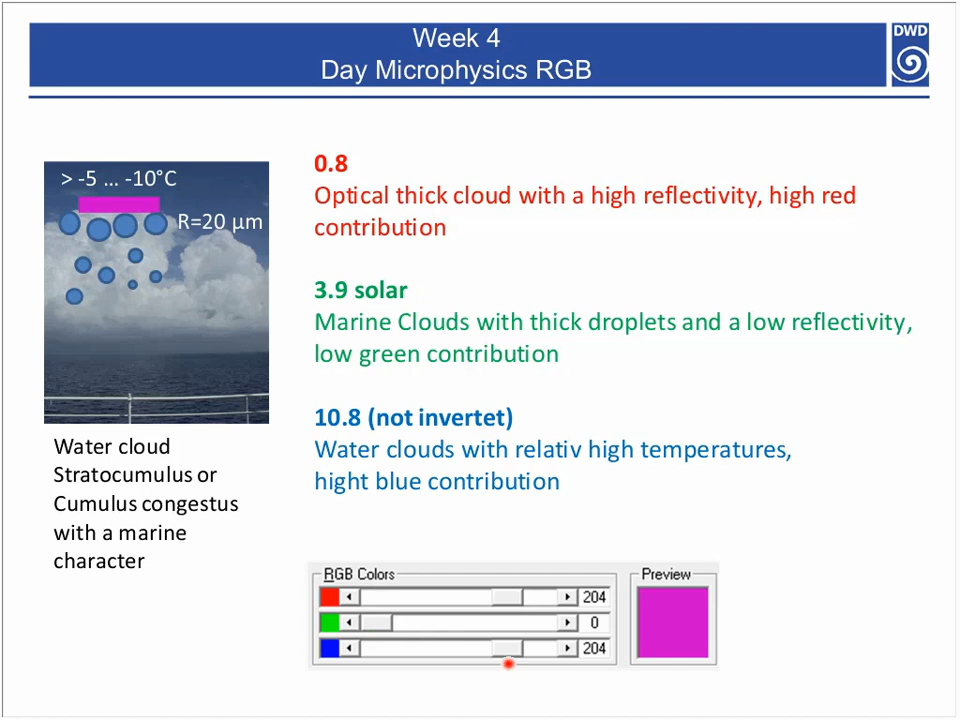 Week 4
Day Microphysics RGB
DWD
> -5 ... -10°C
R=20 µm
0.8
Optical thick cloud with a high reflectivity, high red
contribution
3.9 solar
Marine Clouds with thick droplets and a low reflectivity,
low green contribution
10.8 (not invertet)
Water clouds with relativ high temperatures,
hight blue contribution
Water cloud
Stratocumulus or
Cumulus congestus
with a marine
character
RGB Colors
204
0
204
Preview